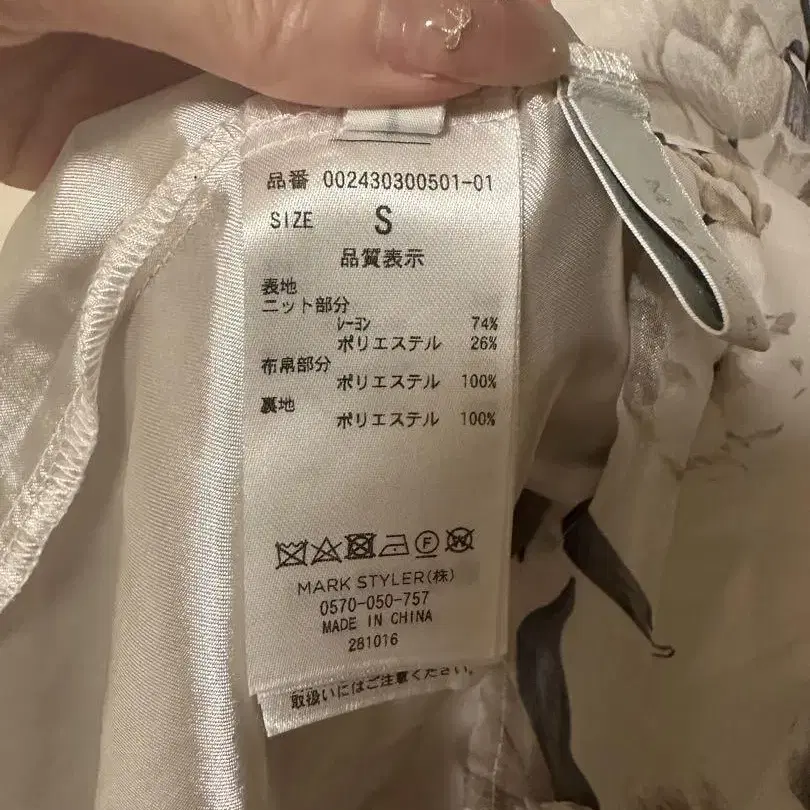 品番 002430300501-01
SIZE S
品質表示
表地
ニット部分
レーヨン 74%
ポリエステル 26%
布帛部分
ポリエステル 100%
裏地
ポリエステル 100%
MARK STYLER(株)
0570-050-757
MADE IN CHINA
281016
取扱いにはご注意ください。